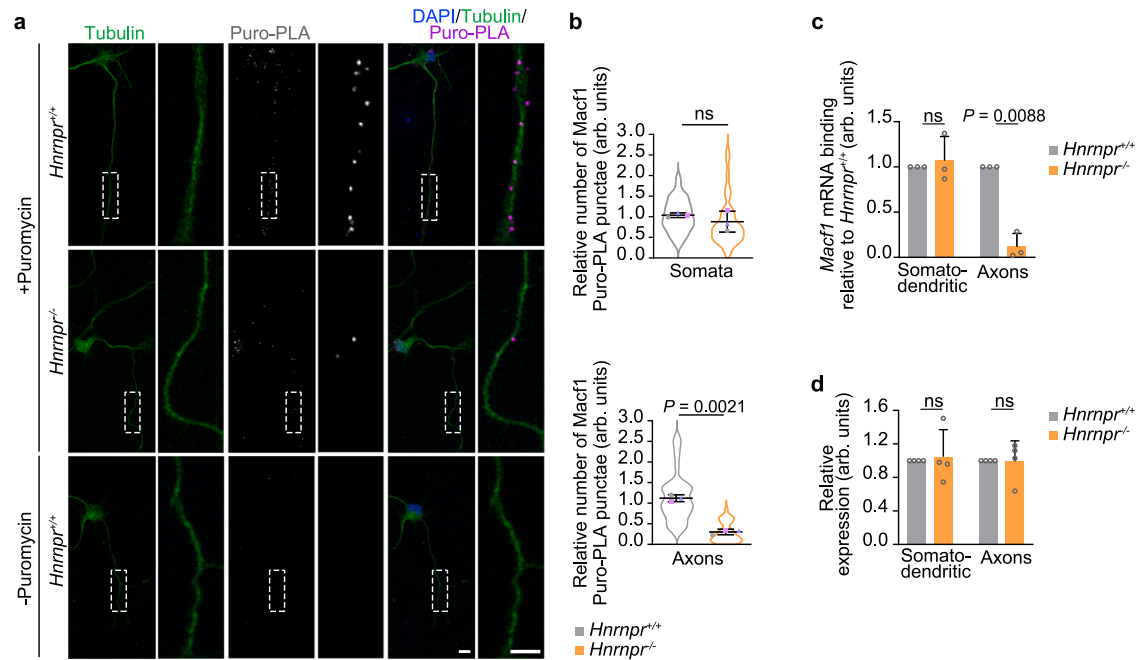 a
Tubulin
Puro-PLA
DAPI/Tubulin/
Puro-PLA
+Puromycin
Hnrnpr+/+
Hnrnpr-/-
-Puromycin
Hnrnpr+/+
b
Relative number of Macf1
Puro-PLA punctae (arb. units)
3.0
2.5
2.0
1.5
1.0
0.5
0.0
ns
Somata
Relative number of Macf1
Puro-PLA punctae (arb. units)
3.0
2.5
2.0
1.5
1.0
0.5
0.0
P = 0.0021
Axons
Hnrnpr+/+
Hnrnpr-/-
c
Macf1 mRNA binding
relative to Hnrnpr+/+ (arb. units)
1.5
1.0
0.5
0.0
ns
P = 0.0088
Somato-
dendritic
Axons
Hnrnpr+/+
Hnrnpr-/-
d
Relative
expression (arb. units)
1.6
1.2
0.8
0.4
0.0
ns
ns
Somato-
dendritic
Axons
Hnrnpr+/+
Hnrnpr-/-